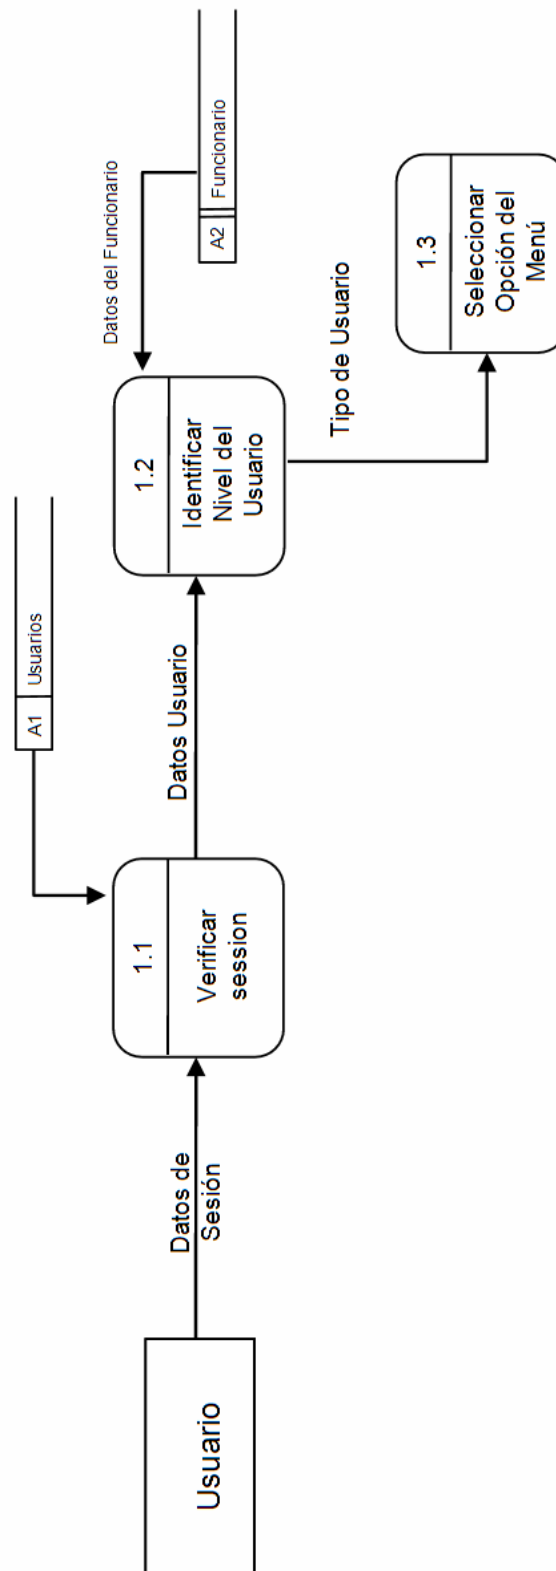 Usuario
Datos de
Sesión
1.1
Verificar
session
A1
Usuarios
Datos Usuario
1.2
Identificar
Nivel del
Usuario
Datos del Funcionario
A2
Funcionario
Tipo de Usuario
1.3
Seleccionar
Opción del
Menú